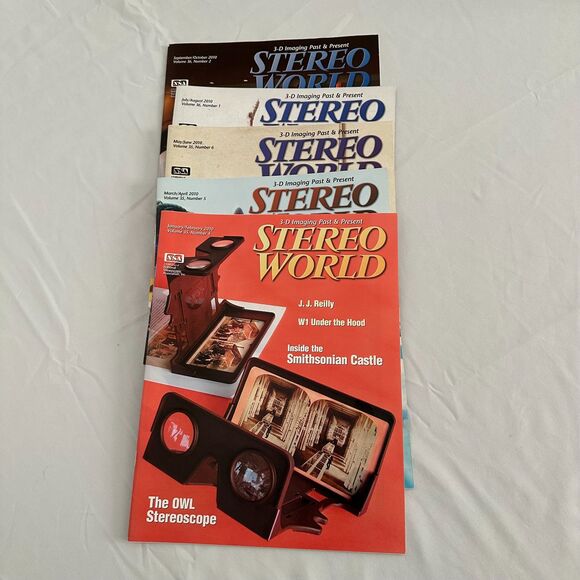 September/October 2010
Volume 36, Number 2
3-D Imaging Past & Present
STEREO
WORLD
NSA
July/August 2010
Volume 36, Number 1
3-D Imaging Past & Present
STEREO
May/June 2010
Volume 35, Number 6
3-D Imaging Past & Present
STEREO
WORLD
March/April 2010
Volume 35, Number 5
3-D Imaging Past & Present
STEREO
January/February 2010
Volume 35, Number 4
3-D Imaging Past & Present
STEREO
WORLD
NSA
J. J. Reilly
W1 Under the Hood
Inside the
Smithsonian Castle
The OWL
Stereoscope